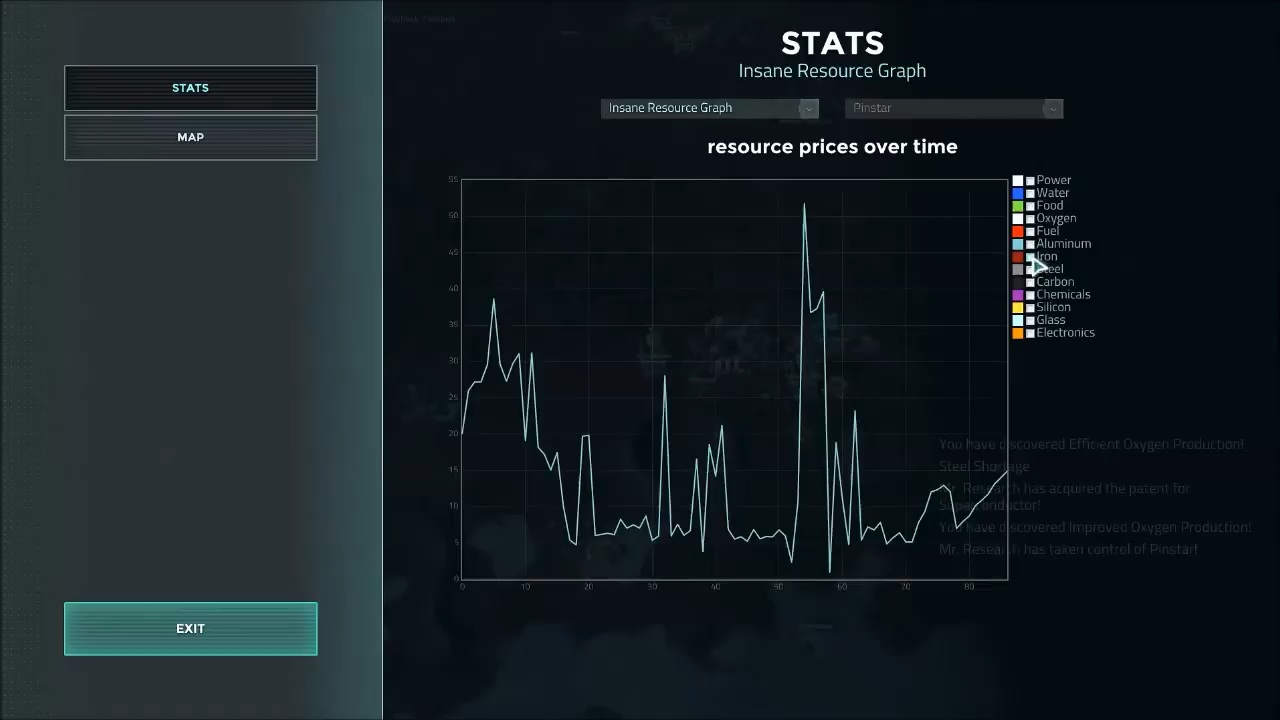 STATS
MAP
EXIT
STATS
Insane Resource Graph
Insane Resource Graph
Pinstar
resource prices over time
55
50
45
40
35
30
25
20
15
10
5
0
0 10 20 30 40 50 60 70 80
Power
Water
Food
Oxygen
Fuel
Aluminum
Iron
Steel
Carbon
Chemicals
Silicon
Glass
Electronics
You have discovered Efficient Oxygen Production!
Steel Shortage
Mr. Research has acquired the patent for
Superconductor!
You have discovered Improved Oxygen Production!
Mr. Research has taken control of Pinstar!